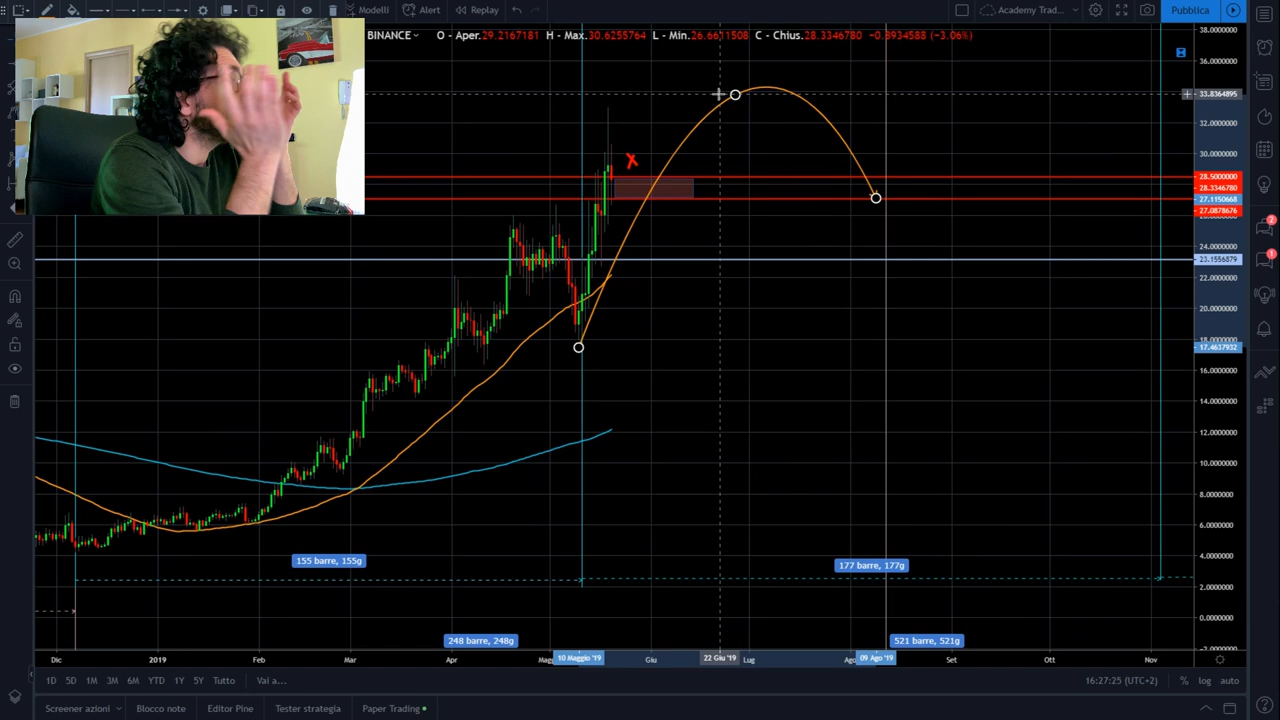 Modelli Alert Replay Academy Trad... Pubblica
BINANCE O - Aper.29.2167181 H - Max.30.6255764 L - Min.26.6611508 C - Chius.28.3346780 −0.8934588 (−3.06%)
38.0000000
36.0000000
33.8364895
32.0000000
30.0000000
28.5000000
28.3346780
27.1150668
27.0878676
24.0000000
23.1556879
22.0000000
20.0000000
18.0000000
17.4637932
16.0000000
14.0000000
12.0000000
10.0000000
8.0000000
6.0000000
4.0000000
2.0000000
0.0000000
2
1
X
155 barre, 155g
177 barre, 177g
248 barre, 248g
521 barre, 521g
Dic 2019 Feb Mar Apr Mag 10 Maggio '19 Giu 22 Giu '19 Lug Ago 09 Ago '19 Set Ott Nov
1D 5D 1M 3M 6M YTD 1Y 5Y Tutto Vai a... 16:27:25 (UTC+2) % log auto
Screener azioni Blocco note Editor Pine Tester strategia Paper Trading